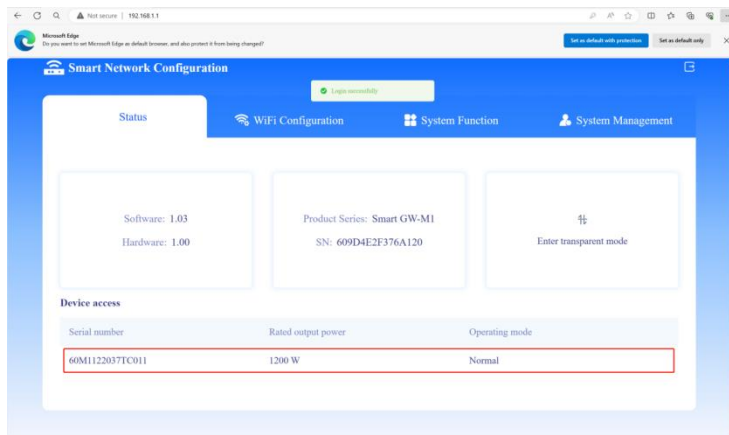 Not secure | 192.168.1.1
Microsoft Edge
Do you want to set Microsoft Edge as default browser, and also protect it from being changed?
Set as default with protection
Set as default only
Smart Network Configuration
Login successfully
Status
WiFi Configuration
System Function
System Management
Software: 1.03
Hardware: 1.00
Product Series: Smart GW-M1
SN: 609D4E2F376A120
Enter transparent mode
Device access
Serial number Rated output power Operating mode
60M1122037TC011 1200 W Normal